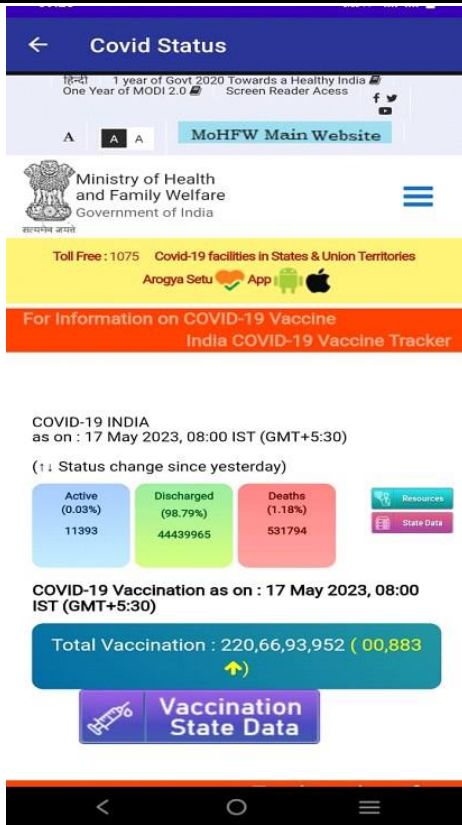 Covid Status
हिन्दी 1 year of Govt 2020 Towards a Healthy India
One Year of MODI 2.0 Screen Reader Acess
A A A MoHFW Main Website
Ministry of Health
and Family Welfare
Government of India
सत्यमेव जयते
Toll Free : 1075 Covid-19 facilities in States & Union Territories
Arogya Setu App
For Information on COVID-19 Vaccine
India COVID-19 Vaccine Tracker
COVID-19 INDIA
as on : 17 May 2023, 08:00 IST (GMT+5:30)
(↑↓ Status change since yesterday)
Active Discharged Deaths
(0.03%) (98.79%) (1.18%)
11393 44439965 531794
Resources
State Data
COVID-19 Vaccination as on : 17 May 2023, 08:00
IST (GMT+5:30)
Total Vaccination : 220,66,93,952 ( 00,883
↑)
Vaccination
State Data